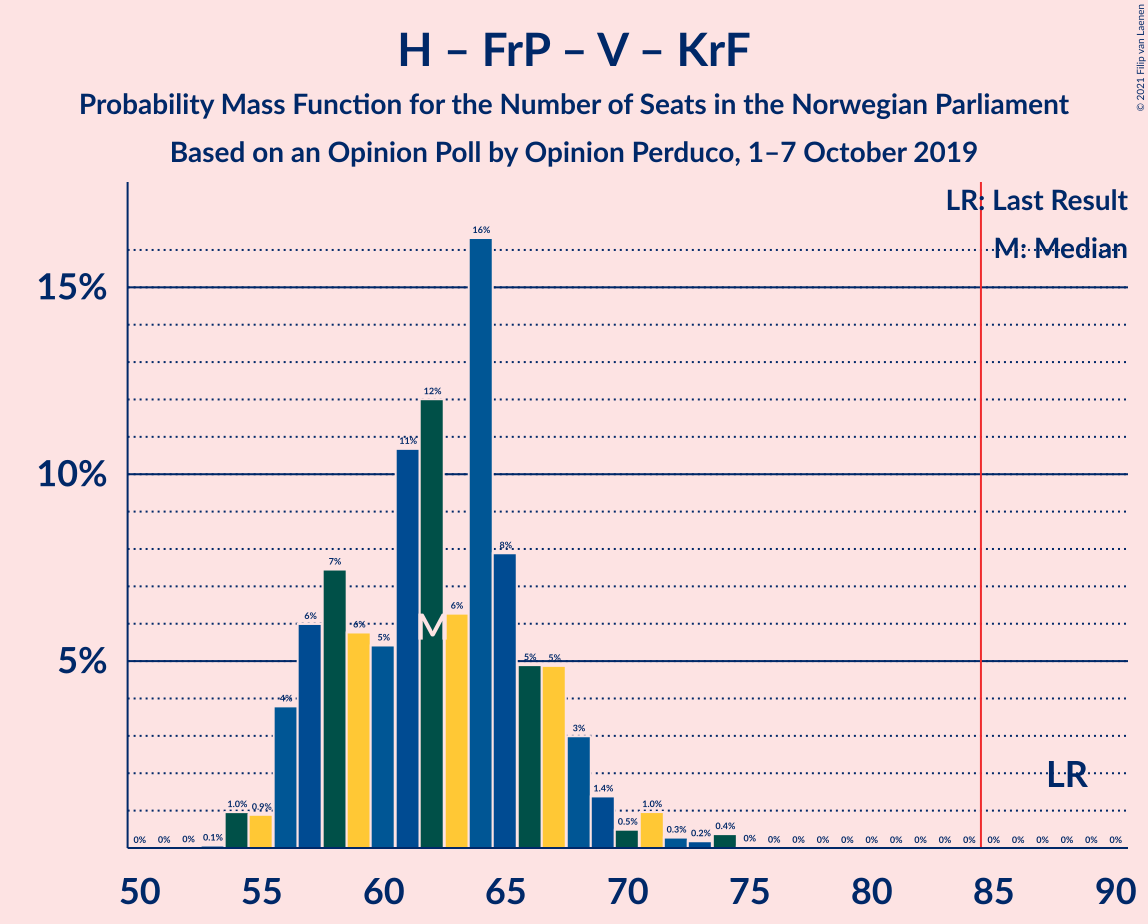 H – FrP – V – KrF
Probability Mass Function for the Number of Seats in the Norwegian Parliament
Based on an Opinion Poll by Opinion Perduco, 1–7 October 2019
© 2021 Filip van Laenen
LR: Last Result
M: Median
15%
10%
5%
0% 0% 0% 0.1% 1.0% 0.9% 4% 6% 7% 6% 5% 11% 12% 6% 16% 8% 5% 5% 3% 1.4% 0.5% 1.0% 0.3% 0.2% 0.4% 0% 0% 0% 0% 0% 0% 0% 0% 0% 0% 0% 0% 0% 0% 0% 0%
M
LR
50 55 60 65 70 75 80 85 90